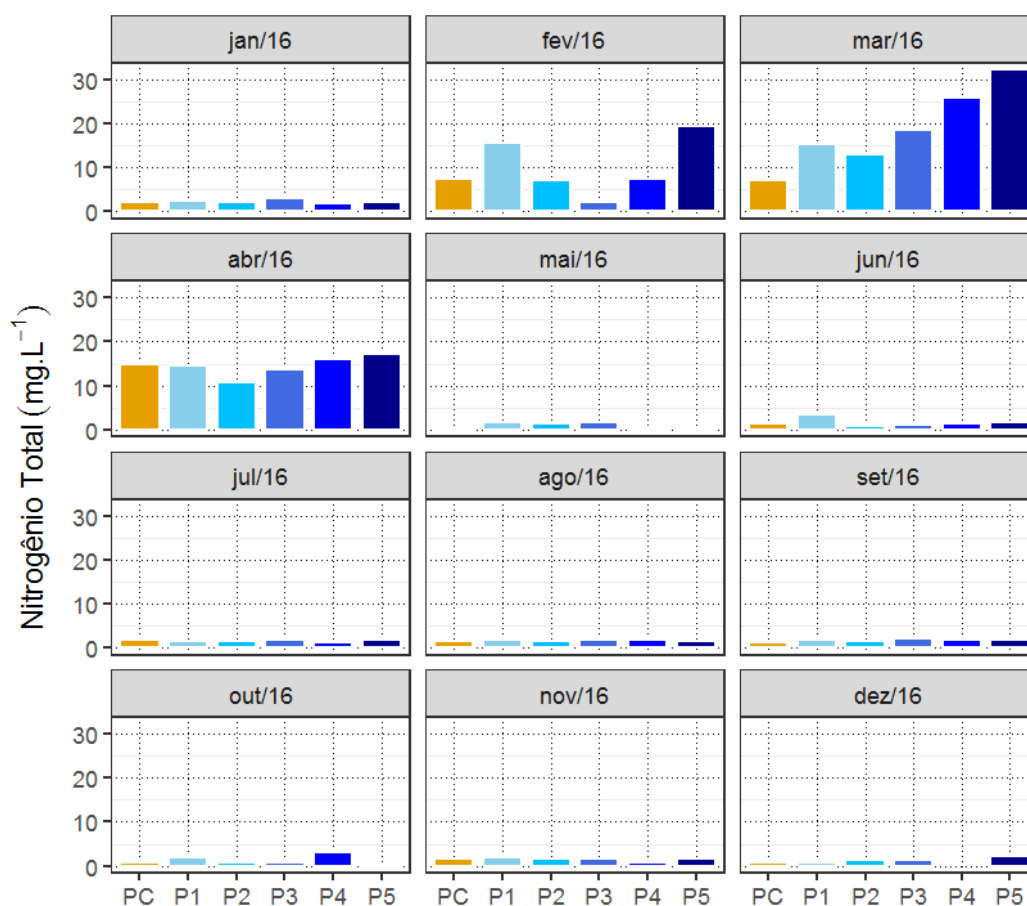 jan/16 fev/16 mar/16
30
20
10
0
abr/16 mai/16 jun/16
30
20
10
0
jul/16 ago/16 set/16
30
20
10
0
out/16 nov/16 dez/16
30
20
10
0
PC P1 P2 P3 P4 P5 PC P1 P2 P3 P4 P5 PC P1 P2 P3 P4 P5
Nitrogênio Total (mg.L⁻¹)